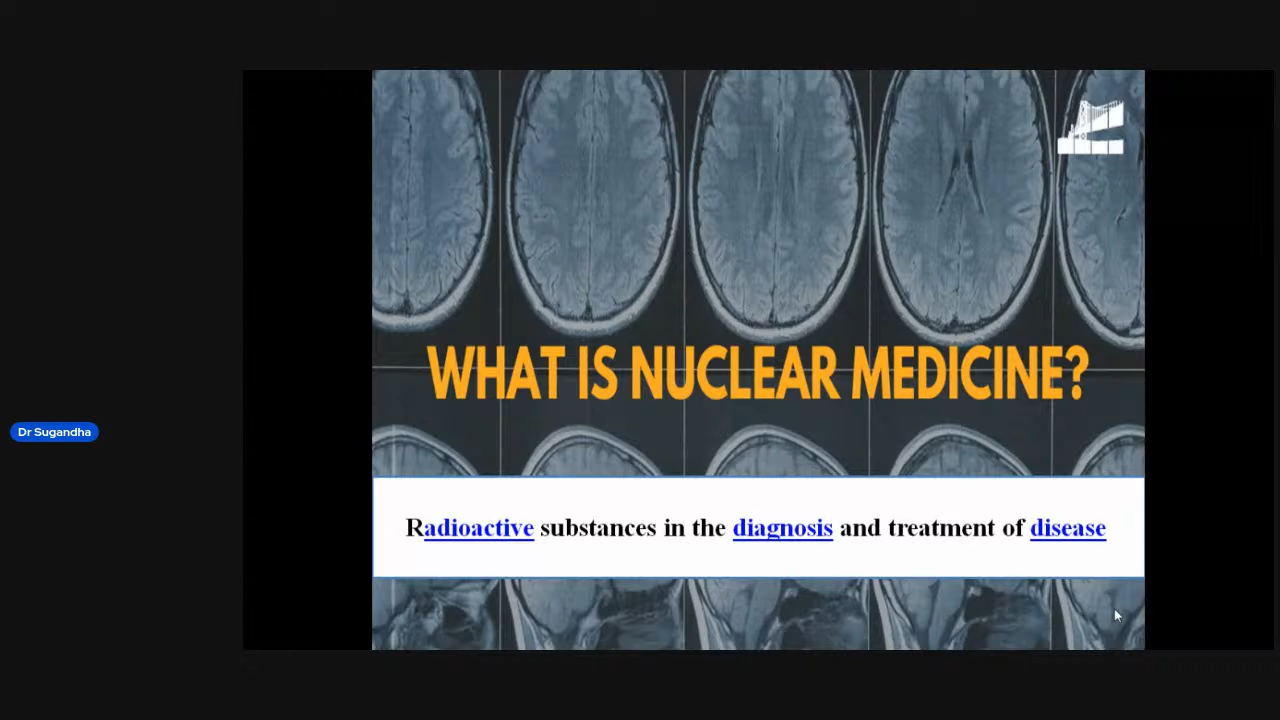 WHAT IS NUCLEAR MEDICINE?
Dr Sugandha
Radioactive substances in the diagnosis and treatment of disease